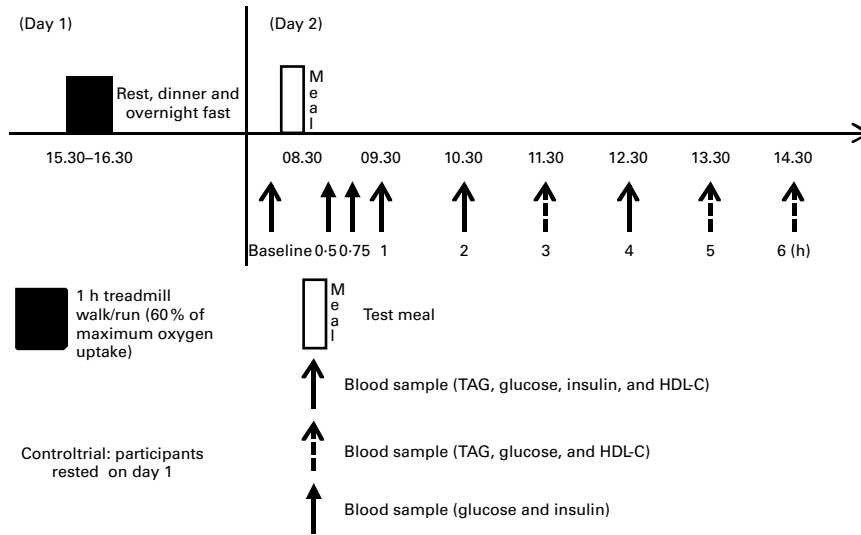 (Day 1)
(Day 2)
Rest, dinner and
overnight fast
Meal
15.30–16.30
08.30
09.30
10.30
11.30
12.30
13.30
14.30
Baseline 0·5 0·75 1 2 3 4 5 6 (h)
1 h treadmill
walk/run (60 % of
maximum oxygen
uptake)
Meal
Test meal
Blood sample (TAG, glucose, insulin, and HDL-C)
Controltrial: participants
rested on day 1
Blood sample (TAG, glucose, and HDL-C)
Blood sample (glucose and insulin)